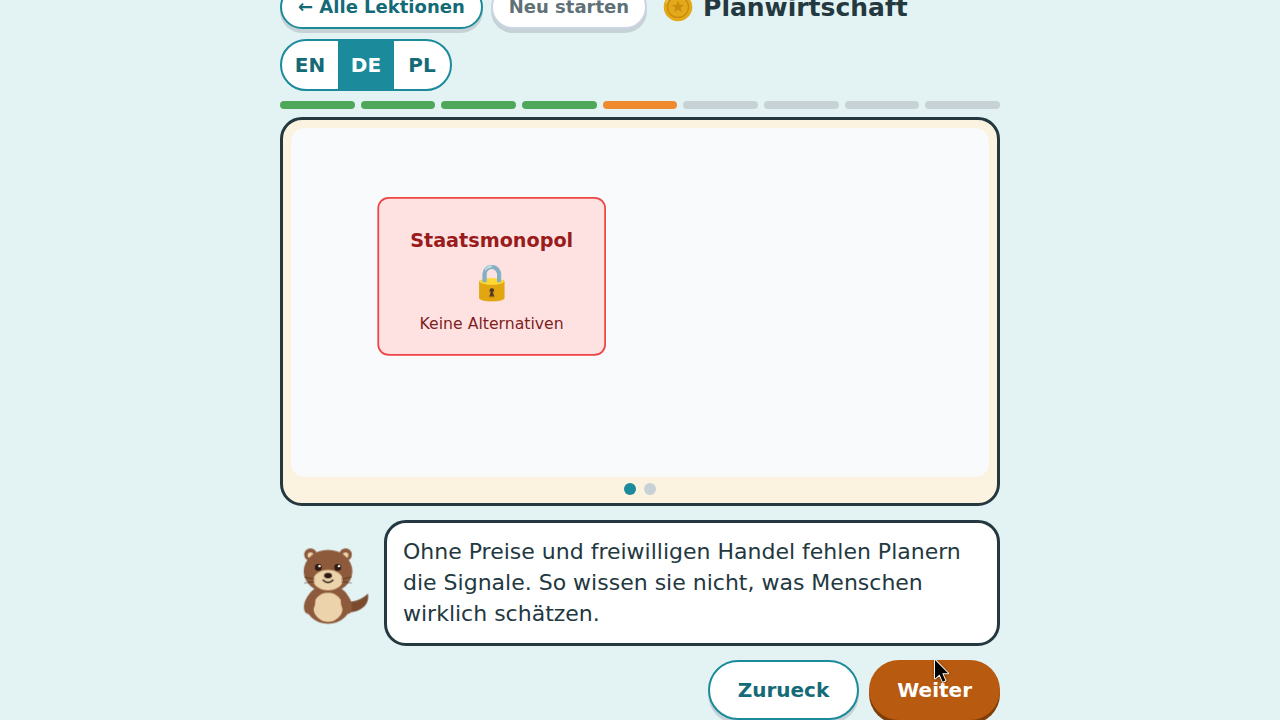 ← Alle Lektionen
Neu starten
Planwirtschaft
EN DE PL
Staatsmonopol
Keine Alternativen
Ohne Preise und freiwilligen Handel fehlen Planern
die Signale. So wissen sie nicht, was Menschen
wirklich schätzen.
Zurueck
Weiter